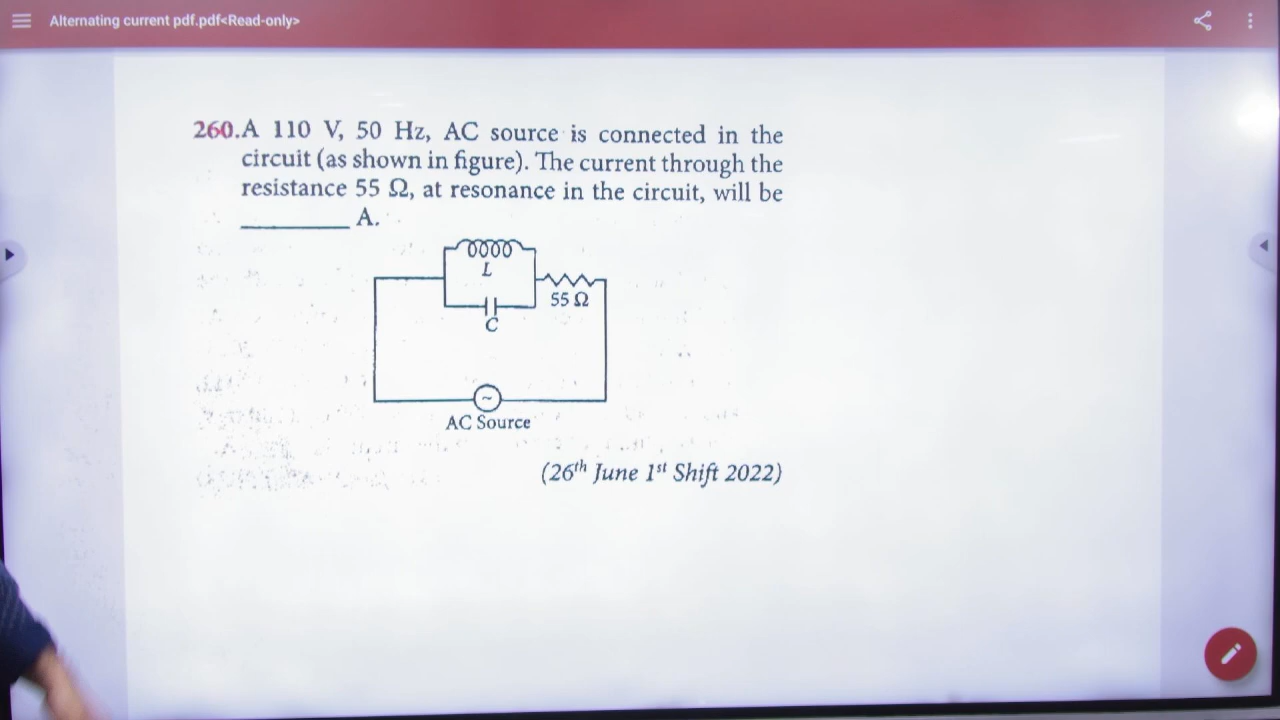 Alternating current pdf.pdf<Read-only>
260.A 110 V, 50 Hz, AC source is connected in the
circuit (as shown in figure). The current through the
resistance 55 Ω, at resonance in the circuit, will be
__________ A.
L
55 Ω
C
~
AC Source
(26th June 1st Shift 2022)